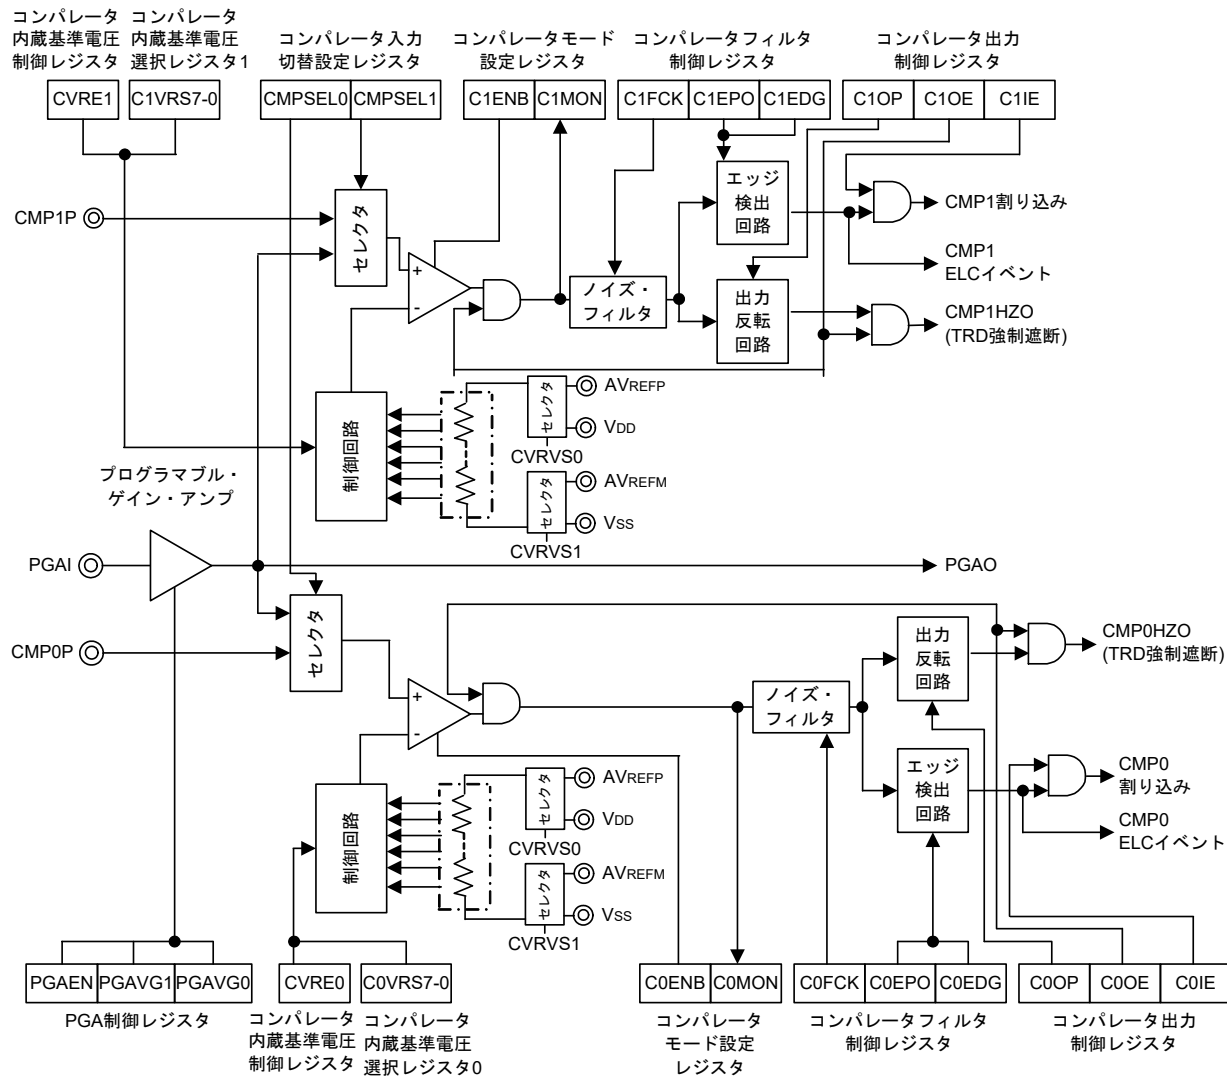 コンパレータ
内蔵基準電圧
制御レジスタ
コンパレータ
内蔵基準電圧
選択レジスタ1
コンパレータ入力
切替設定レジスタ
コンパレータモード
設定レジスタ
コンパレータフィルタ
制御レジスタ
コンパレータ出力
制御レジスタ
CVRE1
C1VRS7-0
CMPSEL0
CMPSEL1
C1ENB
C1MON
C1FCK
C1EPO
C1EDG
C1OP
C1OE
C1IE
CMP1P
セレクタ
+
-
ノイズ・
フィルタ
エッジ
検出
回路
出力
反転
回路
CMP1割り込み
CMP1
ELCイベント
CMP1HZO
(TRD強制遮断)
制御回路
セレクタ
AVREFP
VDD
CVRVS0
セレクタ
AVREFM
VSS
CVRVS1
プログラマブル・
ゲイン・アンプ
PGAI
PGAO
CMP0P
セレクタ
+
-
ノイズ・
フィルタ
出力
反転
回路
エッジ
検出
回路
CMP0HZO
(TRD強制遮断)
CMP0
割り込み
CMP0
ELCイベント
制御回路
セレクタ
AVREFP
VDD
CVRVS0
セレクタ
AVREFM
VSS
CVRVS1
PGAEN
PGAVG1
PGAVG0
CVRE0
C0VRS7-0
C0ENB
C0MON
C0FCK
C0EPO
C0EDG
C0OP
C0OE
C0IE
PGA制御レジスタ
コンパレータ
内蔵基準電圧
制御レジスタ
コンパレータ
内蔵基準電圧
選択レジスタ0
コンパレータ
モード設定
レジスタ
コンパレータフィルタ
制御レジスタ
コンパレータ出力
制御レジスタ